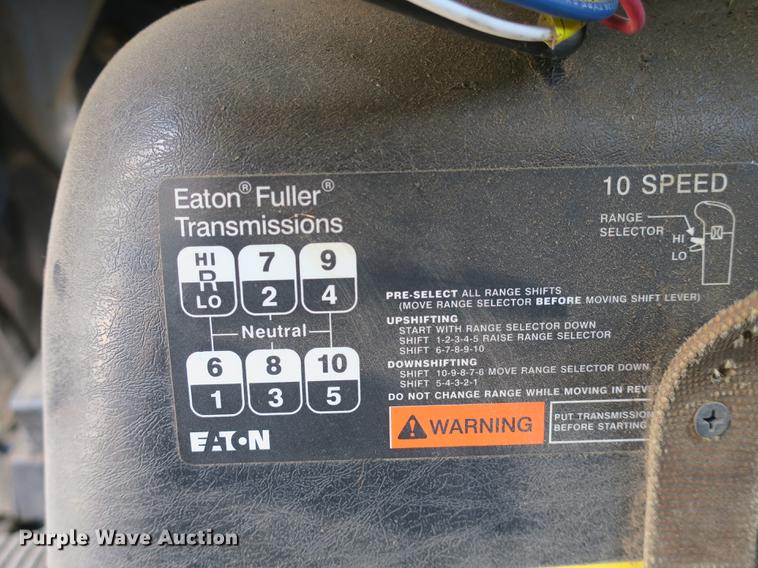 Eaton® Fuller®
Transmissions
10 SPEED
RANGE
SELECTOR
HI
LO
HI
R
LO
7
2
9
4
Neutral
6
1
8
3
10
5
EATON
PRE-SELECT ALL RANGE SHIFTS
(MOVE RANGE SELECTOR BEFORE MOVING SHIFT LEVER)
UPSHIFTING
START WITH RANGE SELECTOR DOWN
SHIFT 1-2-3-4-5 RAISE RANGE SELECTOR
SHIFT 6-7-8-9-10
DOWNSHIFTING
SHIFT 10-9-8-7-6 MOVE RANGE SELECTOR DOWN
SHIFT 5-4-3-2-1
DO NOT CHANGE RANGE WHILE MOVING IN
WARNING
PUT TRANSMISSION
BEFORE STARTING
Purple Wave Auction